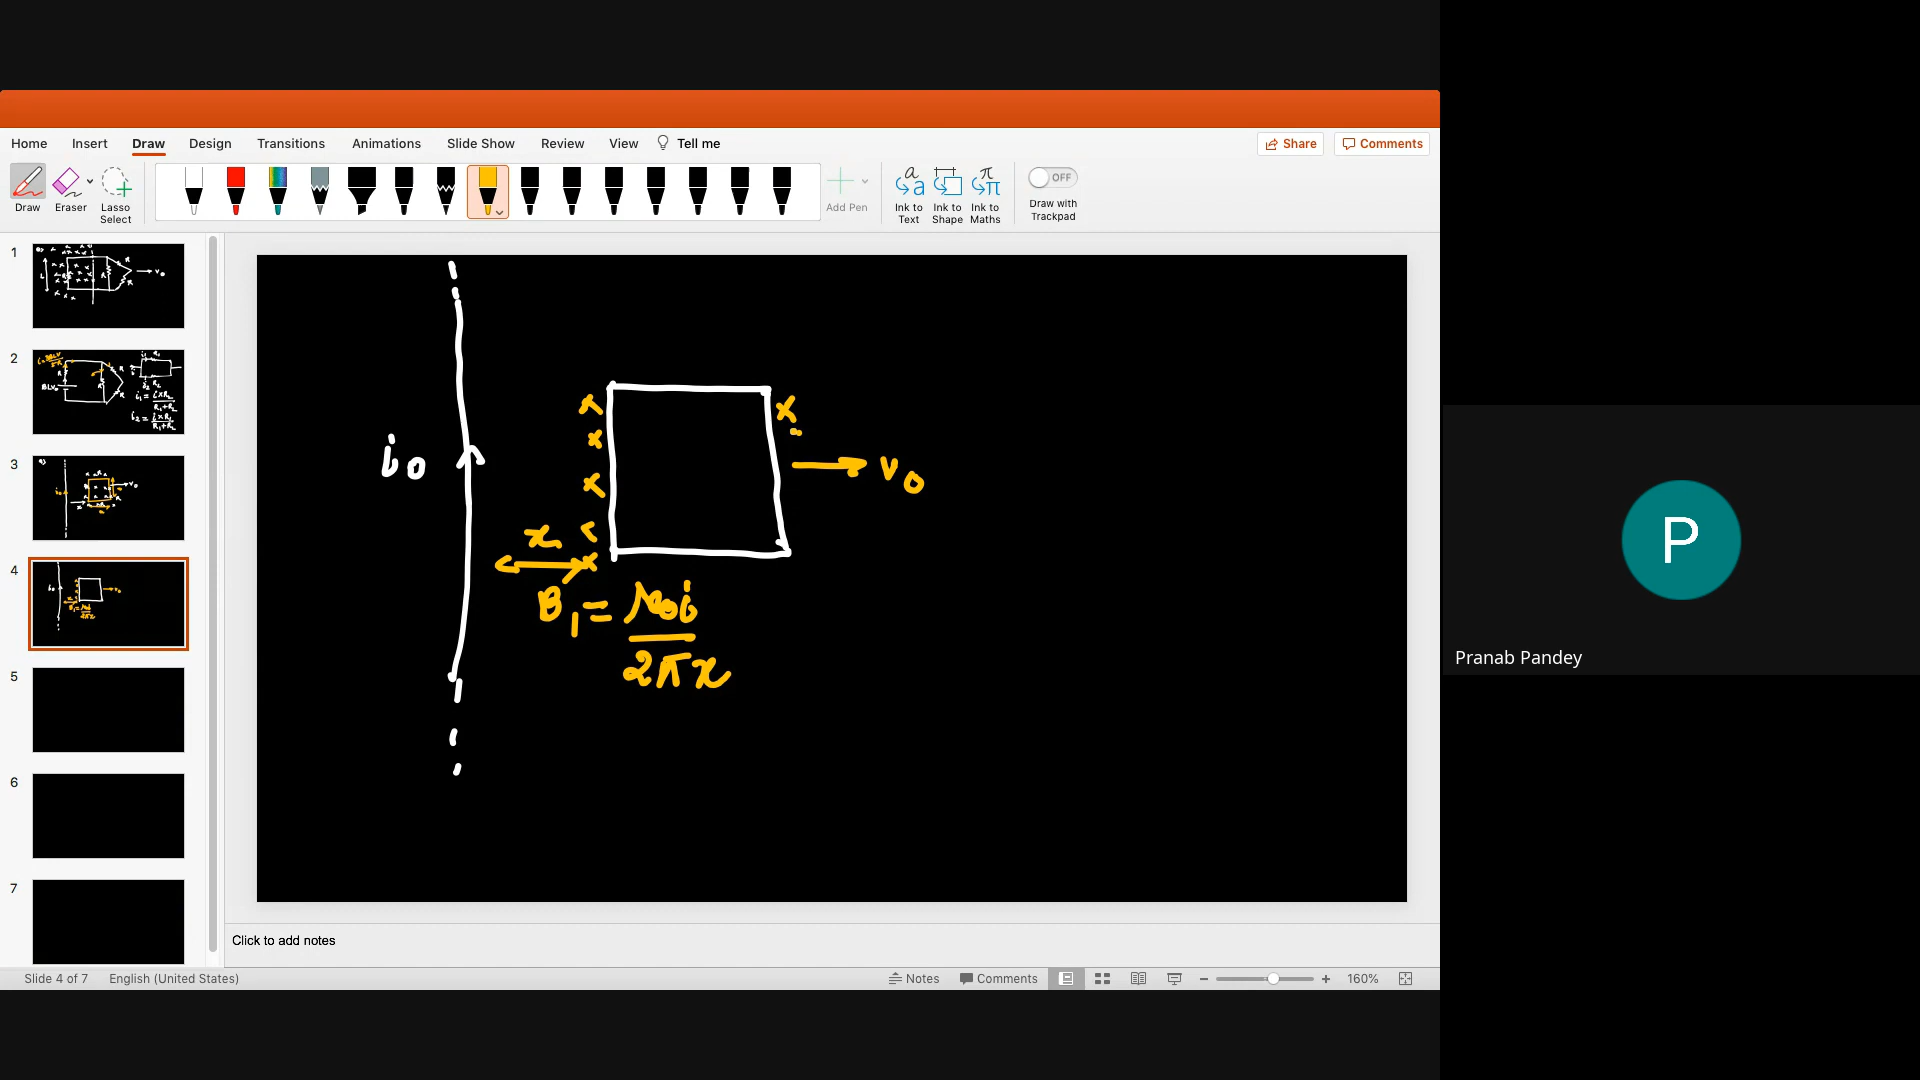 Home Insert Draw Design Transitions Animations Slide Show Review View Tell me Share Comments
Draw Eraser Lasso Select Add Pen Ink to Text Ink to Shape Ink to Maths OFF Draw with Trackpad
1
2
3
4
5
6
7
i₀
v₀
x
B₁ = μ₀i
2πx
P
Pranab Pandey
Click to add notes
Slide 4 of 7 English (United States) Notes Comments 160%